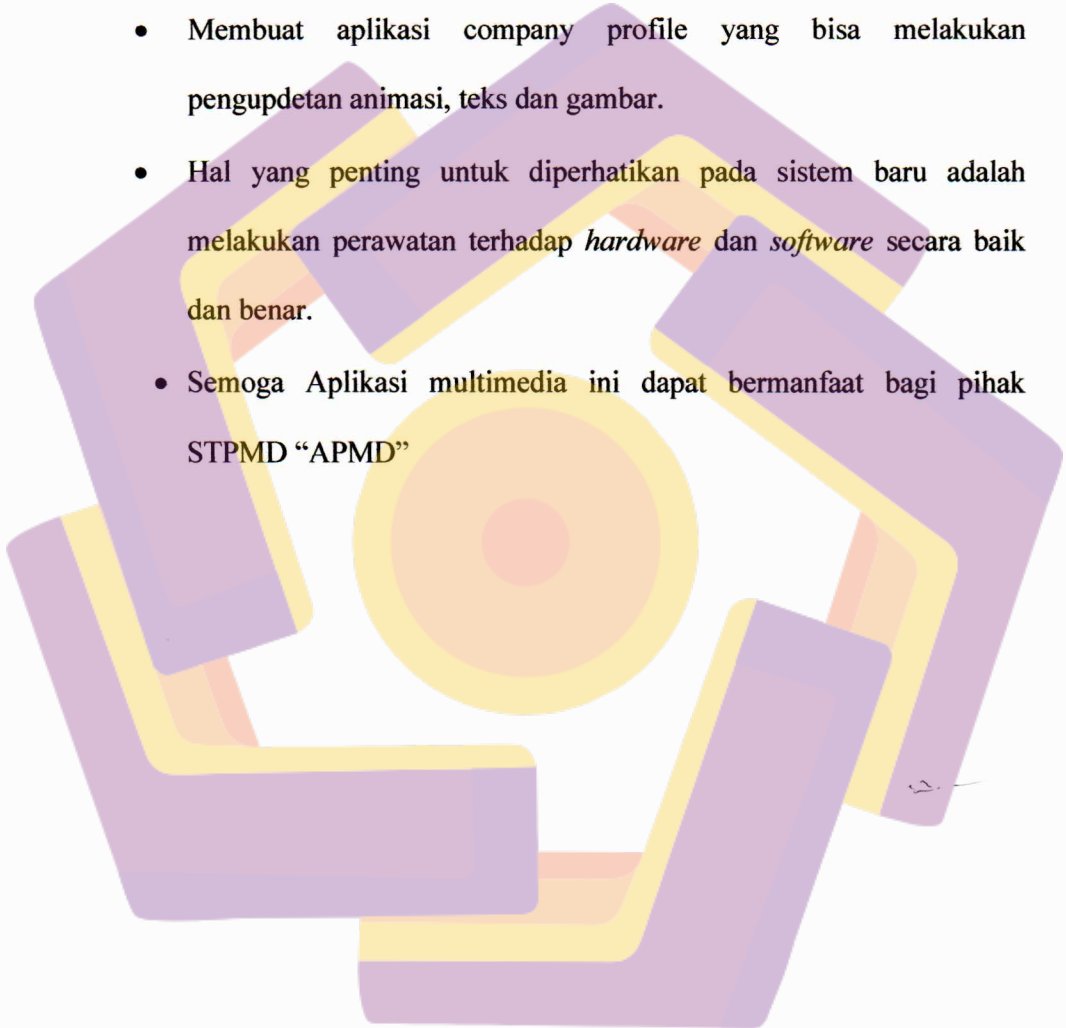 • Membuat aplikasi company profile yang bisa melakukan
pengupdetan animasi, teks dan gambar.
• Hal yang penting untuk diperhatikan pada sistem baru adalah
melakukan perawatan terhadap hardware dan software secara baik
dan benar.
• Semoga Aplikasi multimedia ini dapat bermanfaat bagi pihak
STPMD “APMD”